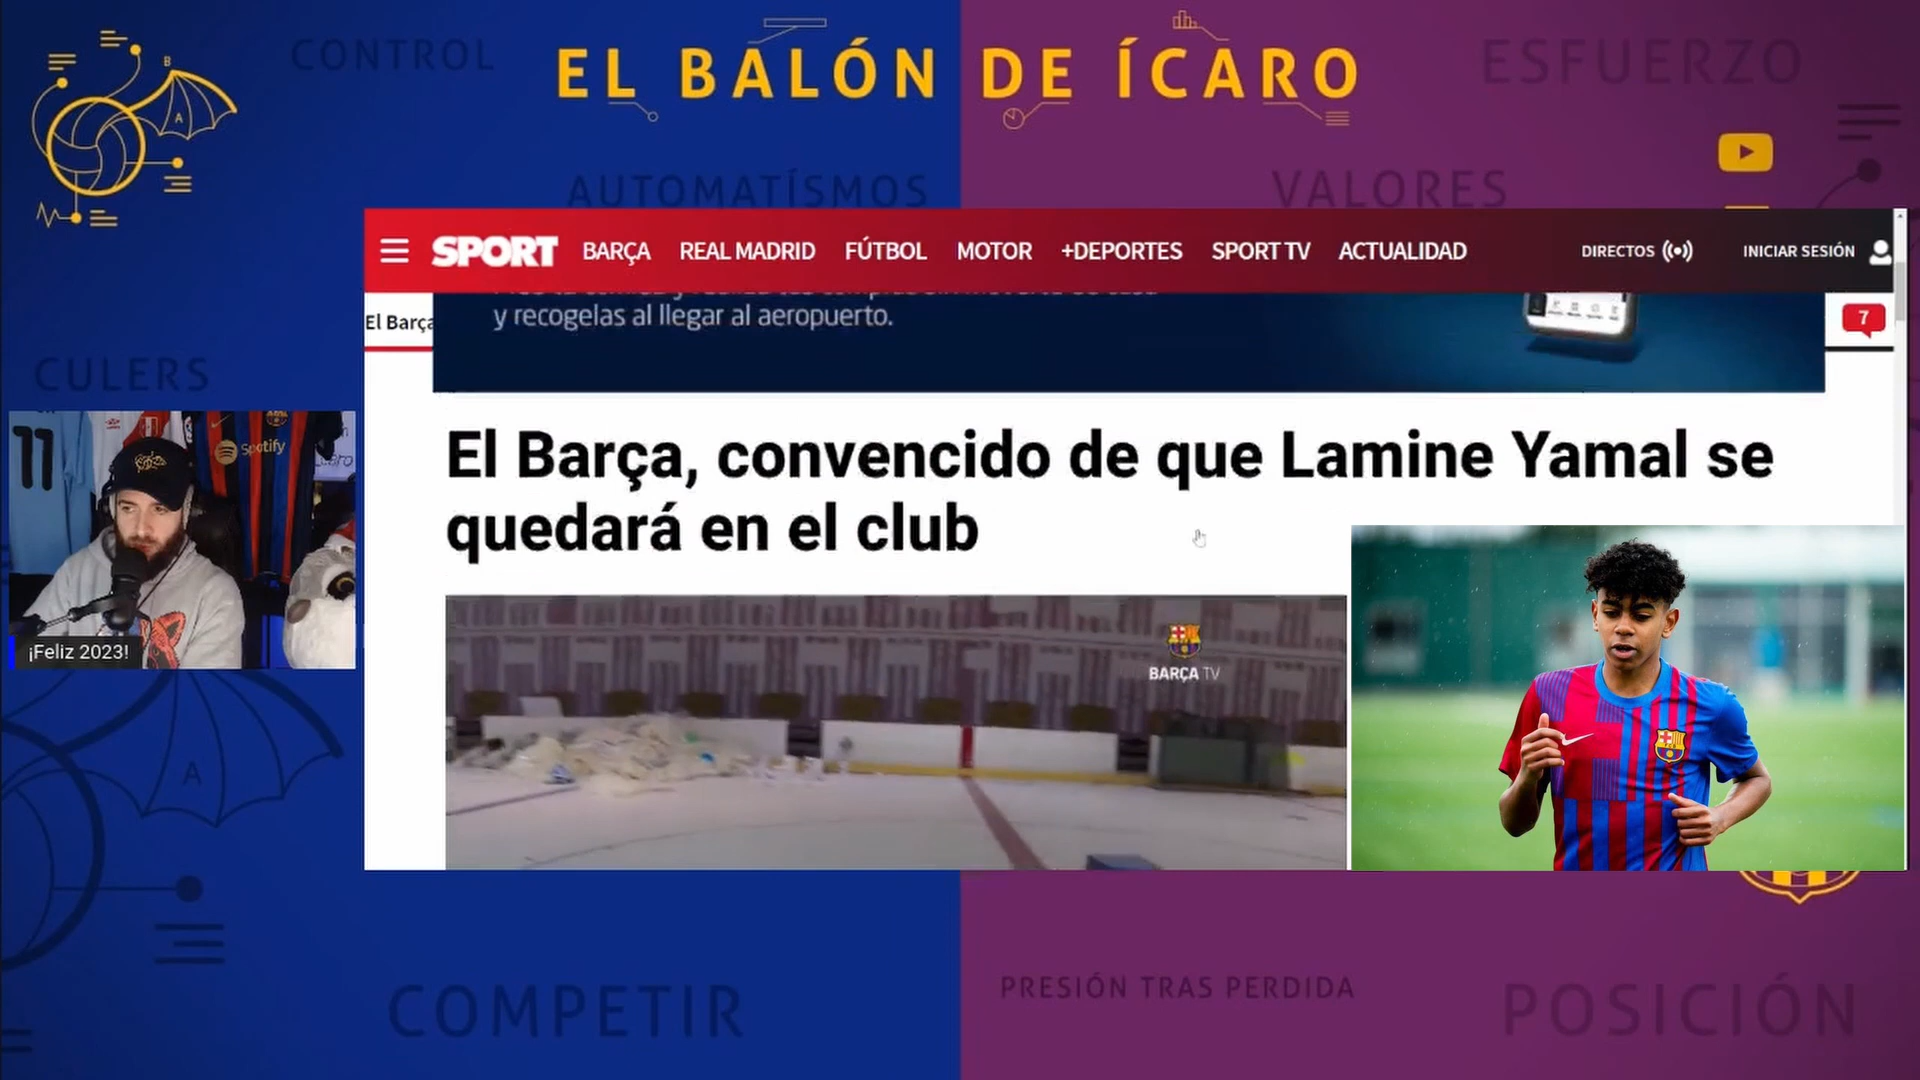 CONTROL
EL BALÓN DE ÍCARO
ESFUERZO
B
A
AUTOMATÍSMOS
VALORES
SPORT BARÇA REAL MADRID FÚTBOL MOTOR +DEPORTES SPORT TV ACTUALIDAD DIRECTOS INICIAR SESIÓN
El Barça
y recogelas al llegar al aeropuerto.
7
CULERS
El Barça, convencido de que Lamine Yamal se
quedará en el club
11
Spotify
¡Feliz 2023!
BARÇA TV
A
COMPETIR
PRESIÓN TRAS PERDIDA
POSICIÓN